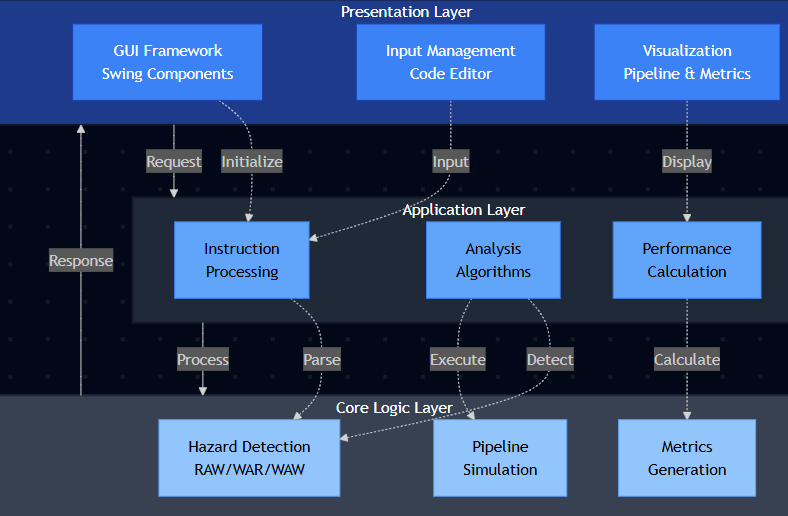 Presentation Layer
GUI Framework
Swing Components
Input Management
Code Editor
Visualization
Pipeline & Metrics
Request
Initialize
Input
Display
Application Layer
Instruction
Processing
Analysis
Algorithms
Performance
Calculation
Response
Process
Parse
Execute
Detect
Calculate
Core Logic Layer
Hazard Detection
RAW/WAR/WAW
Pipeline
Simulation
Metrics
Generation